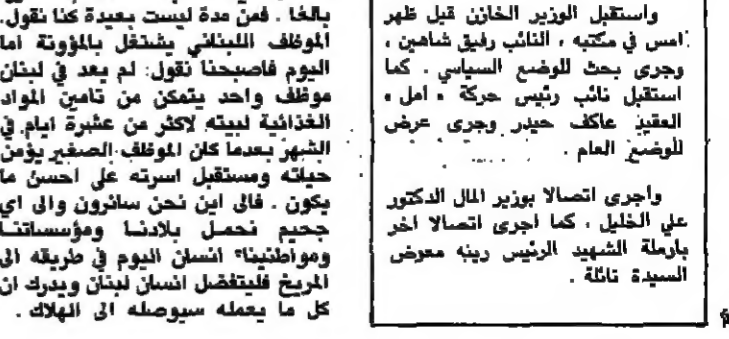 واستقبل الوزير الخازن قبل ظهر
امس في مكتبه ، النائب رفيق شاهين ،
وجرى بحث للوضع السياسي . كما
استقبل نائب رئيس حركة « امل »
العقيد عاكف حيدر وجرى عرض
للوضع العام .
واجرى اتصالا بوزير المال الدكتور
علي الخليل ، كما اجرى اتصالا اخر
بارملة الشهيد الرئيس رينه معوض
السيدة نائلة .
بالغا . فمن مدة ليست بعيدة كنا نقول.
الموظف اللبناني يشتغل بالمؤونة اما
اليوم فاصبحنا نقول: لم يعد في لبنان
موظف واحد يتمكن من تامين المواد
الغذائية لبيته لاكثر من عشرة ايام في
الشهر بعدما كان الموظف الصغير يؤمن
حياته ومستقبل اسرته على احسن ما
يكون . فالى اين نحن سائرون والى اي
جحيم نحمل بلادنا ومؤسساتنا
ومواطنينا؟ انسان اليوم في طريقه الى
المريخ فليتفضل انسان لبنان ويدرك ان
كل ما يعمله سيوصله الى الهلاك .